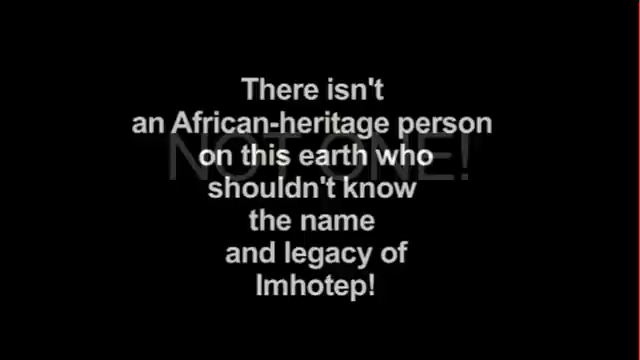 There isn't
an African-heritage person
on this earth who
shouldn't know
the name
and legacy of
Imhotep!
NOT ONE!